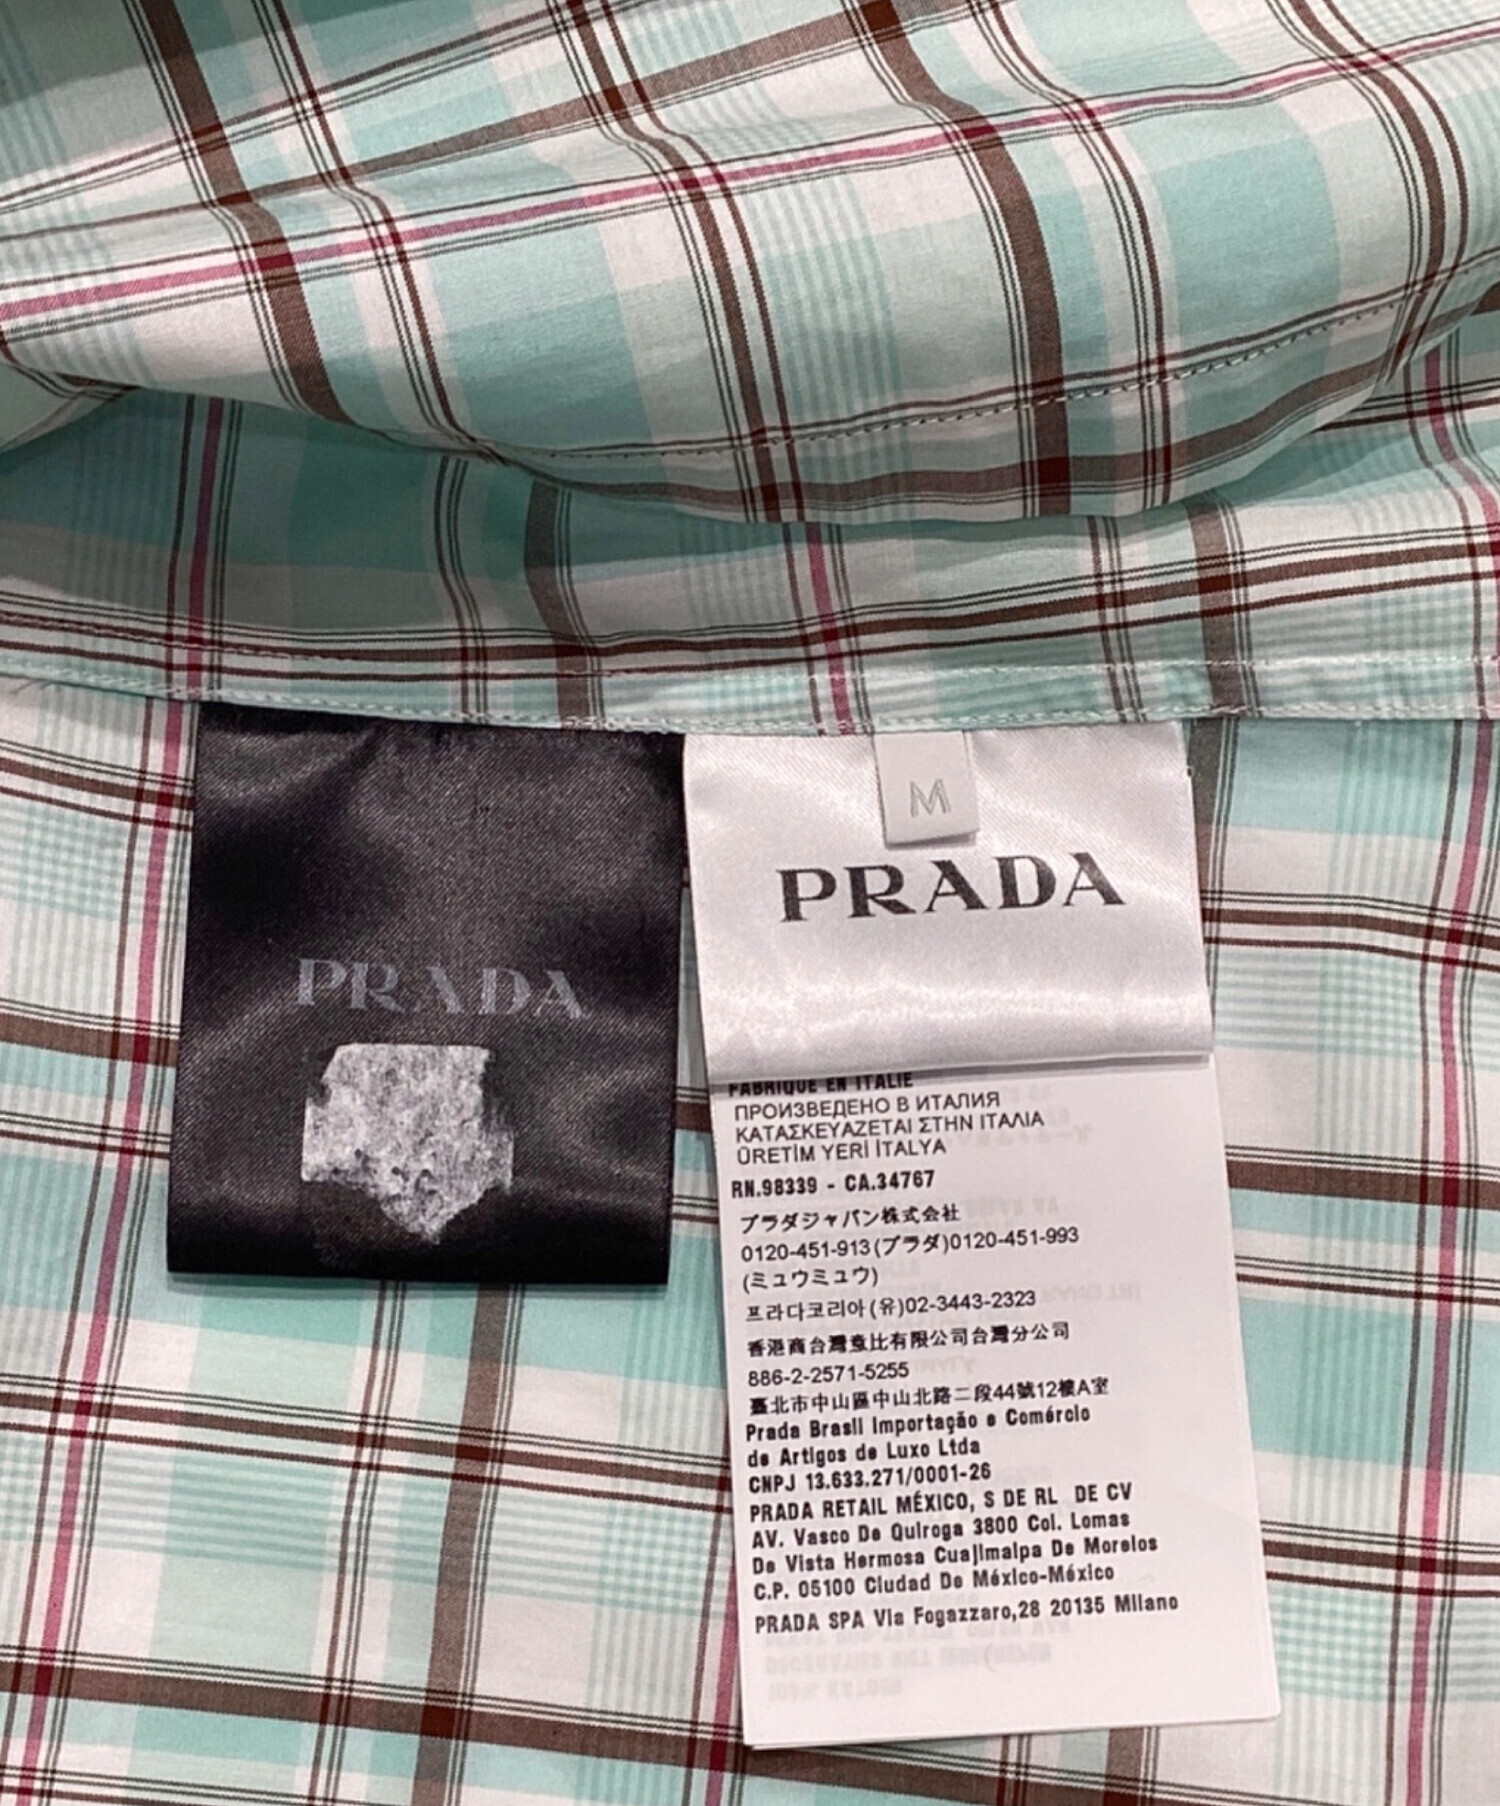 PRADA
M
PRADA
FABRIQUE EN ITALIE
ПРОИЗВЕДЕНО В ИТАЛИЯ
ΚΑΤΑΣΚΕΥΑΖΕΤΑΙ ΣΤΗΝ ΙΤΑΛΙΑ
ÜRETİM YERİ İTALYA
RN.98339 - CA.34767
プラダジャパン株式会社
0120-451-913(プラダ)0120-451-993
(ミュウミュウ)
프라다코리아(유)02-3443-2323
香港商台灣壹比有限公司台灣分公司
886-2-2571-5255
臺北市中山區中山北路二段44號12樓A室
Prada Brasil Importação e Comércio
de Artigos de Luxo Ltda
CNPJ 13.633.271/0001-26
PRADA RETAIL MÉXICO, S DE RL DE CV
AV. Vasco De Quiroga 3800 Col. Lomas
De Vista Hermosa Cuajimalpa De Morelos
C.P. 05100 Ciudad De México-México
PRADA SPA Via Fogazzaro,28 20135 Milano